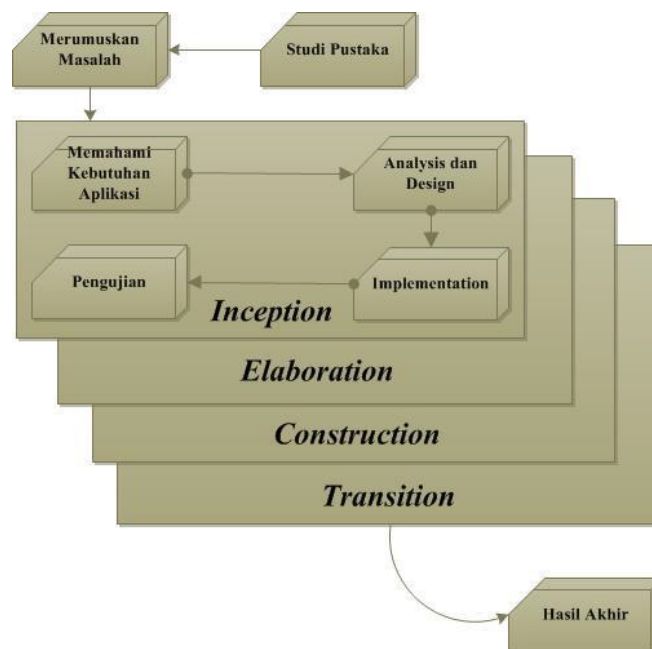 Merumuskan
Masalah
Studi Pustaka
Memahami
Kebutuhan
Aplikasi
Analysis dan
Design
Pengujian
Implementation
Inception
Elaboration
Construction
Transition
Hasil Akhir